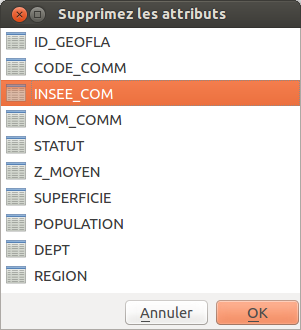 Supprimez les attributs
ID_GEOFLA
CODE_COMM
INSEE_COM
NOM_COMM
STATUT
Z_MOYEN
SUPERFICIE
POPULATION
DEPT
REGION
Annuler
OK